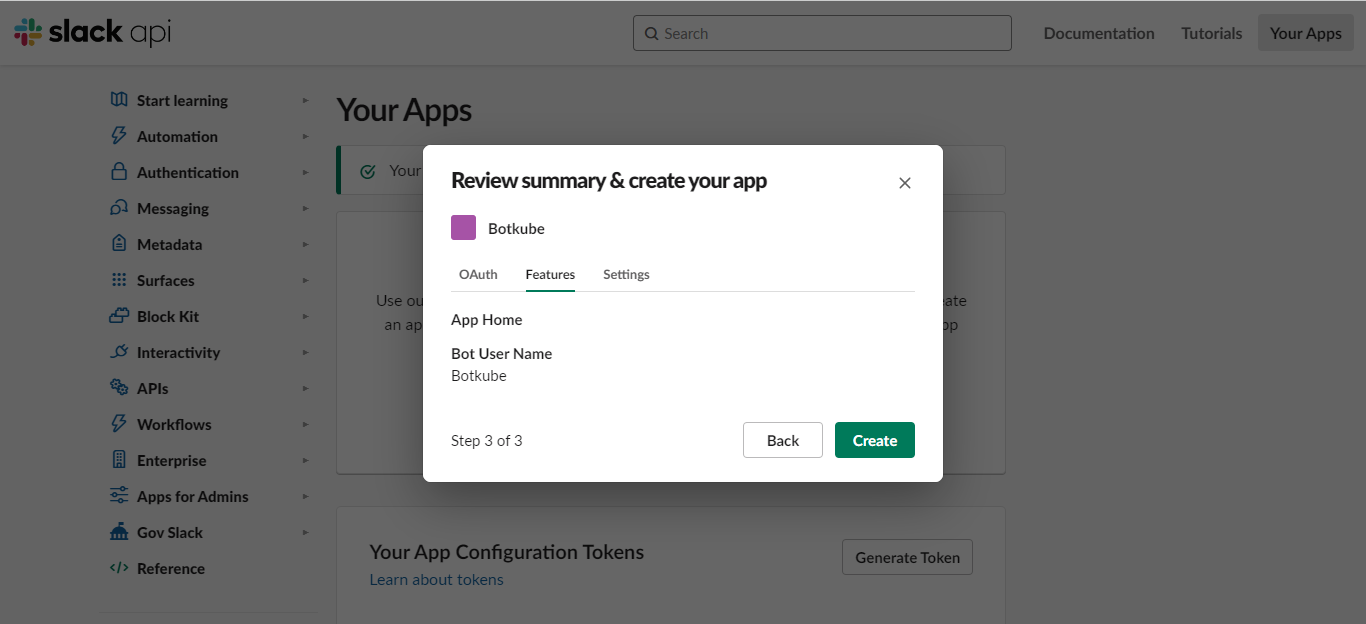 slack api
Search
Documentation
Tutorials
Your Apps
Start learning
Automation
Authentication
Messaging
Metadata
Surfaces
Block Kit
Interactivity
APIs
Workflows
Enterprise
Apps for Admins
Gov Slack
Reference
Your Apps
Your
Use ou
an ap
eate
op
Review summary & create your app
Botkube
OAuth
Features
Settings
App Home
Bot User Name
Botkube
Step 3 of 3
Back
Create
Your App Configuration Tokens
Learn about tokens
Generate Token